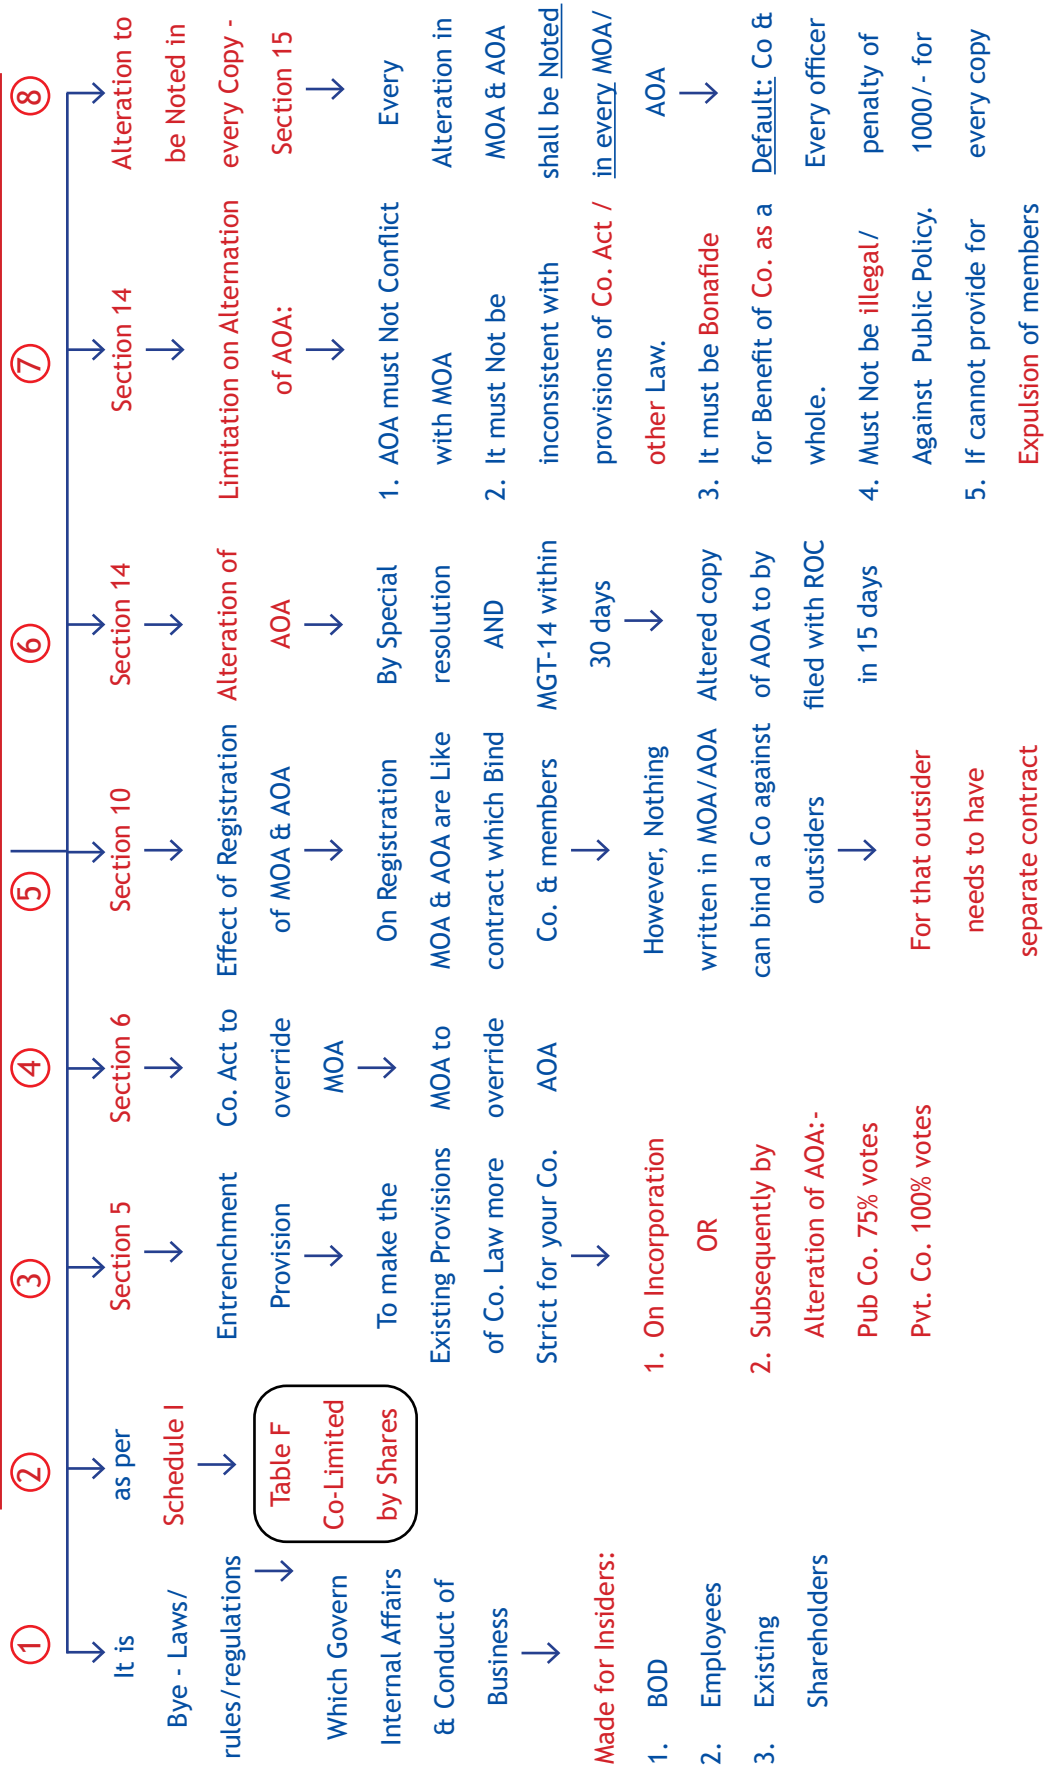 1
It is
Bye - Laws/
rules/regulations
Which Govern
Internal Affairs
& Conduct of
Business
Made for Insiders:
1. BOD
2. Employees
3. Existing
Shareholders
2
as per
Schedule I
Table F
Co-Limited
by Shares
3
Section 5
Entrenchment
Provision
To make the
Existing Provisions
of Co. Law more
Strict for your Co.
1. On Incorporation
OR
2. Subsequently by
Alteration of AOA:-
Pub Co. 75% votes
Pvt. Co. 100% votes
4
Section 6
Co. Act to
override
MOA
MOA to
override
AOA
5
Section 10
Effect of Registration
of MOA & AOA
On Registration
MOA & AOA are Like
contract which Bind
Co. & members
However, Nothing
written in MOA/AOA
can bind a Co against
outsiders
For that outsider
needs to have
separate contract
6
Section 14
Alteration of
AOA
By Special
resolution
AND
MGT-14 within
30 days
Altered copy
of AOA to by
filed with ROC
in 15 days
7
Section 14
Limitation on Alternation
of AOA:
1. AOA must Not Conflict
with MOA
2. It must Not be
inconsistent with
provisions of Co. Act /
other Law.
3. It must be Bonafide
for Benefit of Co. as a
whole.
4. Must Not be illegal/
Against Public Policy.
5. If cannot provide for
Expulsion of members
8
Alteration to
be Noted in
every Copy -
Section 15
Every
Alteration in
MOA & AOA
shall be Noted
in every MOA/
AOA
Default: Co &
Every officer
penalty of
1000/- for
every copy